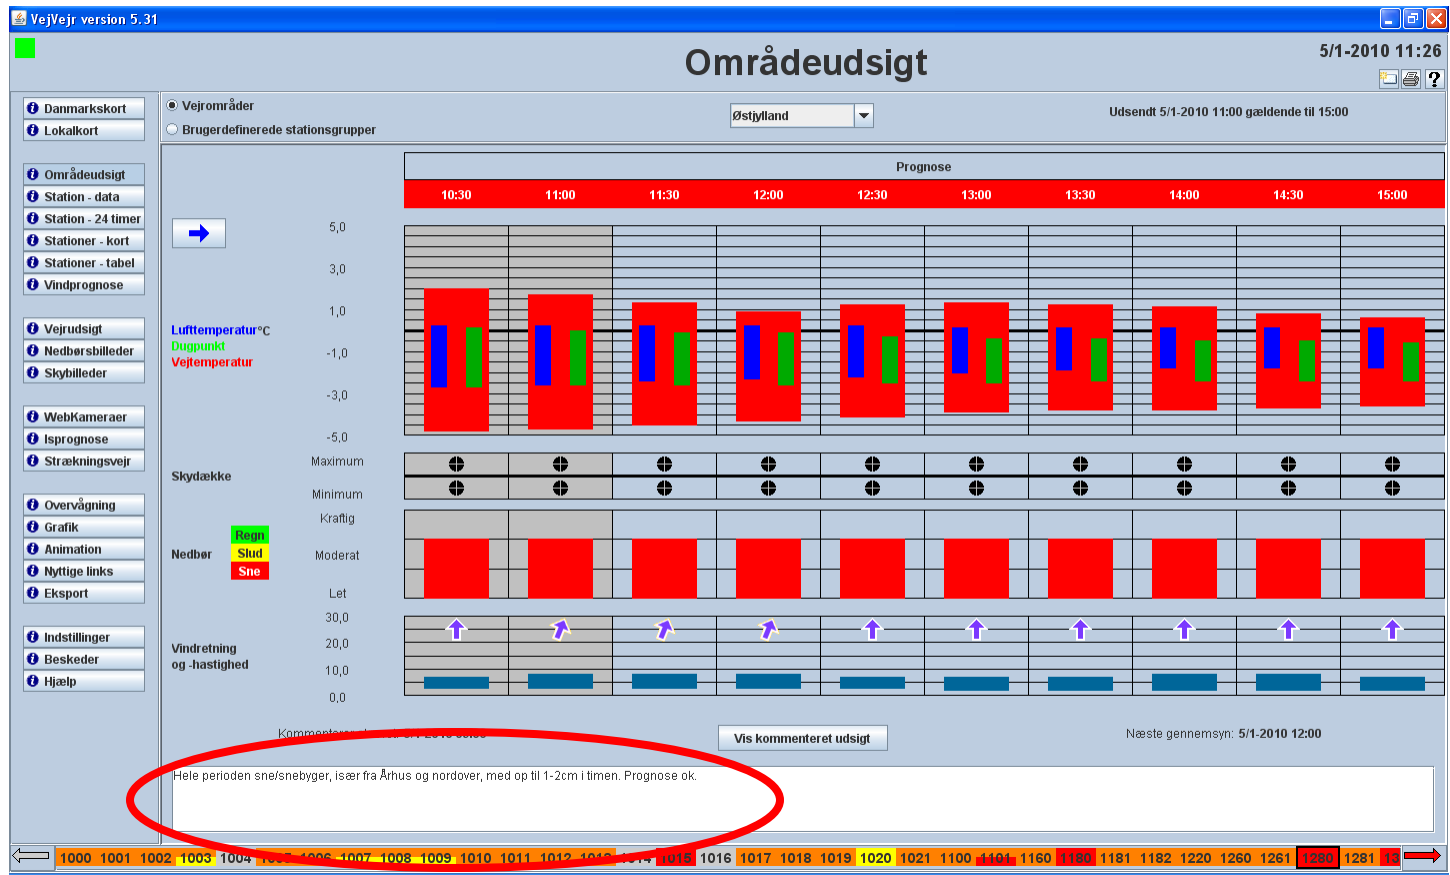 VejVejr version 5.31
Områdeudsigt
5/1-2010 11:26
?
Danmarkskort
Lokalkort
Områdeudsigt
Station - data
Station - 24 timer
Stationer - kort
Stationer - tabel
Vindprognose
Vejrudsigt
Nedbørsbilleder
Skybilleder
WebKameraer
Isprognose
Strækningsvejr
Overvågning
Grafik
Animation
Nyttige links
Eksport
Indstillinger
Beskeder
Hjælp
Vejrområder
Brugerdefinerede stationsgrupper
Østjylland
Udsendt 5/1-2010 11:00 gældende til 15:00
Prognose
10:30 11:00 11:30 12:00 12:30 13:00 13:30 14:00 14:30 15:00
5,0
3,0
1,0
-1,0
-3,0
-5,0
Lufttemperatur°C
Dugpunkt
Vejtemperatur
Skydække
Maximum
Minimum
Nedbør
Regn
Slud
Sne
Kraftig
Moderat
Let
Vindretning
og -hastighed
30,0
20,0
10,0
0,0
Vis kommenteret udsigt
Næste gennemsyn: 5/1-2010 12:00
Hele perioden sne/snebyger, især fra Århus og nordover, med op til 1-2cm i timen. Prognose ok.
1000 1001 1002 1003 1004 1005 1006 1007 1008 1009 1010 1011 1012 1013 1014 1015 1016 1017 1018 1019 1020 1021 1100 1101 1160 1180 1181 1182 1220 1260 1261 1280 1281 13